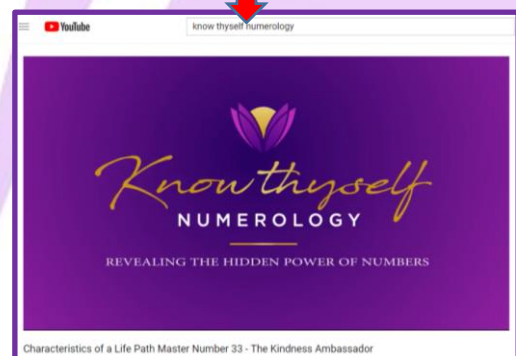 YouTube
know thyself numerology
Know thyself
NUMEROLOGY
REVEALING THE HIDDEN POWER OF NUMBERS
Characteristics of a Life Path Master Number 33 - The Kindness Ambassador